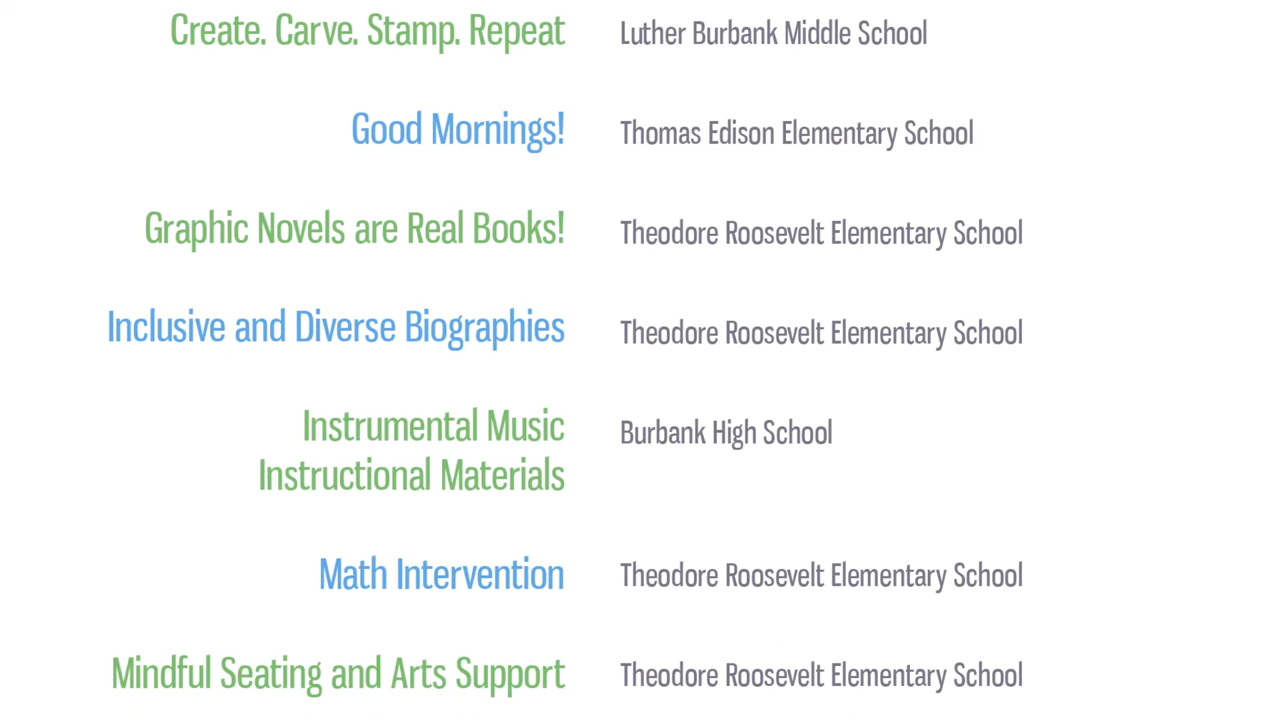 Create. Carve. Stamp. Repeat Luther Burbank Middle School
Good Mornings! Thomas Edison Elementary School
Graphic Novels are Real Books! Theodore Roosevelt Elementary School
Inclusive and Diverse Biographies Theodore Roosevelt Elementary School
Instrumental Music Burbank High School
Instructional Materials
Math Intervention Theodore Roosevelt Elementary School
Mindful Seating and Arts Support Theodore Roosevelt Elementary School